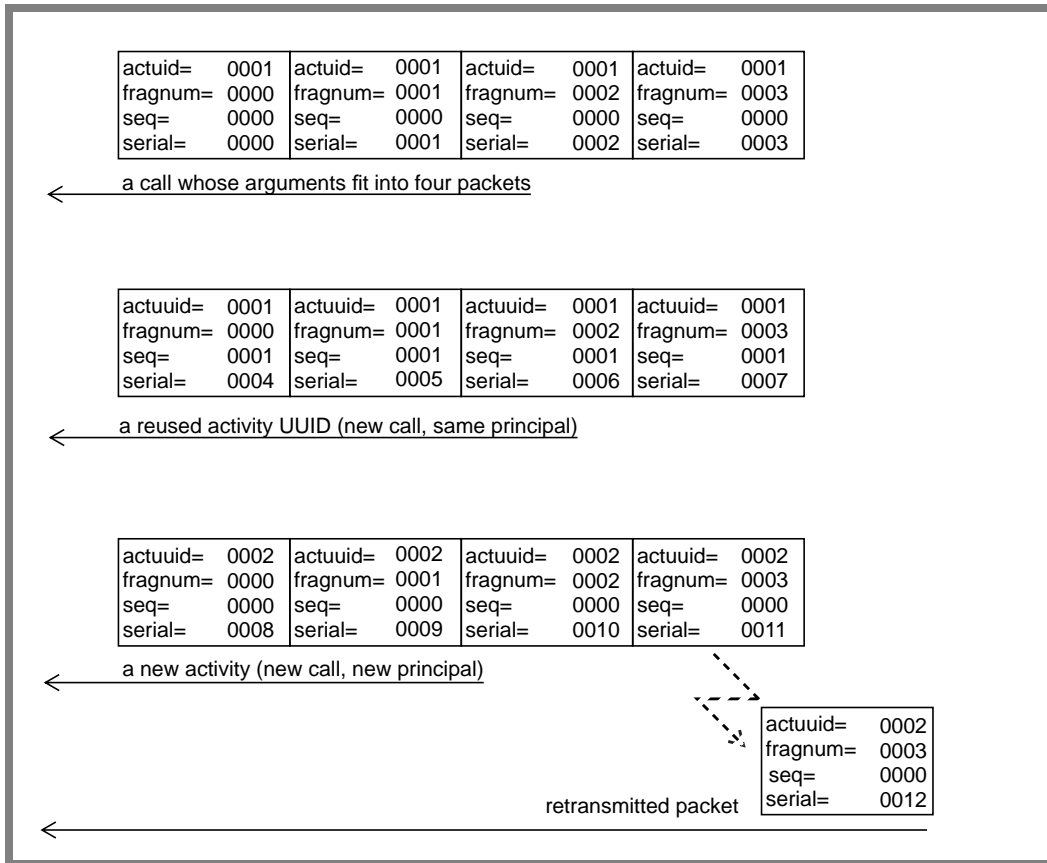 actuid= 0001 actuid= 0001 actuid= 0001 actuid= 0001
fragnum= 0000 fragnum= 0001 fragnum= 0002 fragnum= 0003
seq= 0000 seq= 0000 seq= 0000 seq= 0000
serial= 0000 serial= 0001 serial= 0002 serial= 0003
a call whose arguments fit into four packets
actuuid= 0001 actuuid= 0001 actuuid= 0001 actuuid= 0001
fragnum= 0000 fragnum= 0001 fragnum= 0002 fragnum= 0003
seq= 0001 seq= 0001 seq= 0001 seq= 0001
serial= 0004 serial= 0005 serial= 0006 serial= 0007
a reused activity UUID (new call, same principal)
actuuid= 0002 actuuid= 0002 actuuid= 0002 actuuid= 0002
fragnum= 0000 fragnum= 0001 fragnum= 0002 fragnum= 0003
seq= 0000 seq= 0000 seq= 0000 seq= 0000
serial= 0008 serial= 0009 serial= 0010 serial= 0011
a new activity (new call, new principal)
actuuid= 0002
fragnum= 0003
seq= 0000
serial= 0012
retransmitted packet